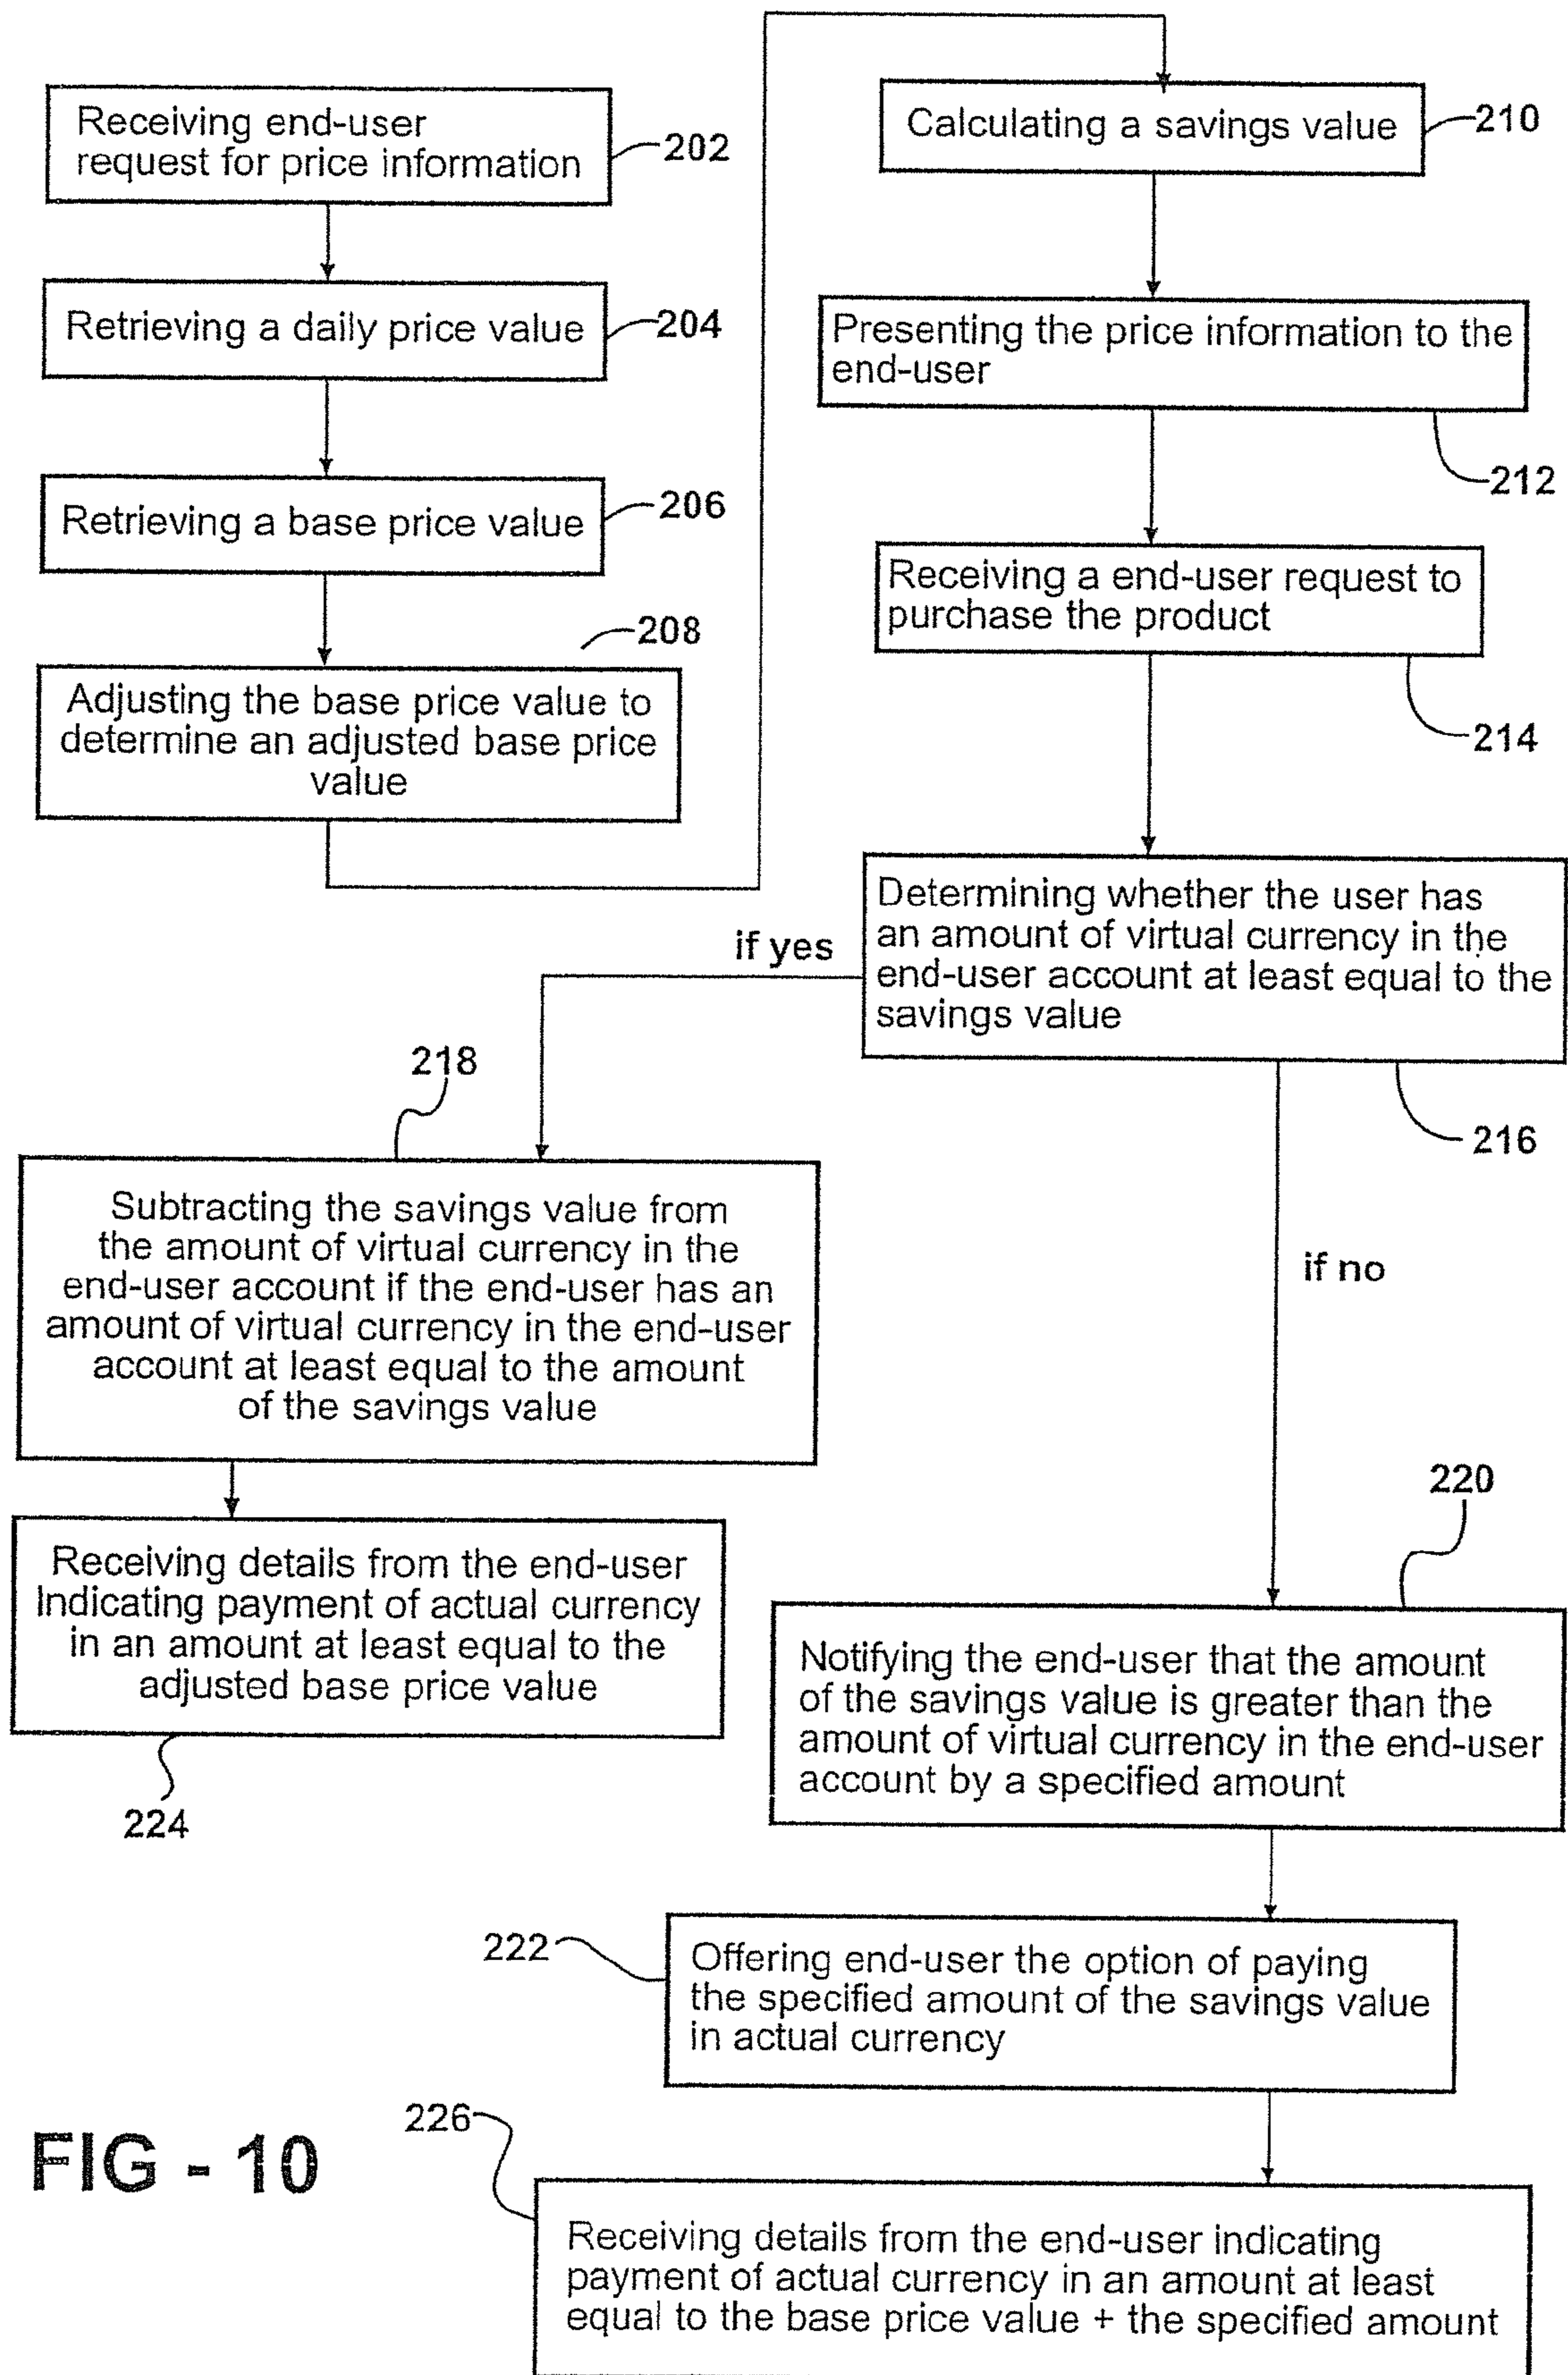 Receiving end-user
request for price information
202
Retrieving a daily price value
204
Retrieving a base price value
206
208
Adjusting the base price value to
determine an adjusted base price
value
Calculating a savings value
210
Presenting the price information to the
end-user
212
Receiving a end-user request to
purchase the product
214
Determining whether the user has
an amount of virtual currency in the
end-user account at least equal to the
savings value
216
if yes
218
Subtracting the savings value from
the amount of virtual currency in the
end-user account if the end-user has an
amount of virtual currency in the end-user
account at least equal to the amount
of the savings value
Receiving details from the end-user
Indicating payment of actual currency
in an amount at least equal to the
adjusted base price value
224
if no
220
Notifying the end-user that the amount
of the savings value is greater than the
amount of virtual currency in the end-user
account by a specified amount
222
Offering end-user the option of paying
the specified amount of the savings value
in actual currency
226
Receiving details from the end-user indicating
payment of actual currency in an amount at least
equal to the base price value + the specified amount
FIG - 10